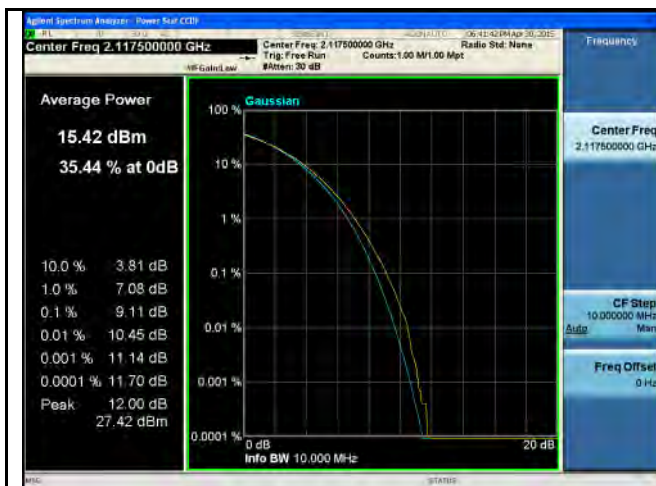 Agilent Spectrum Analyzer - Power Stat CCDF
Center Freq 2.117500000 GHz
Center Freq: 2.117500000 GHz
Radio Std: None
Trig: Free Run
Counts:1.00 M/1.00 Mpt
#IFGain:Low
#Atten: 30 dB
06:41:42 PM Apr 30, 2015
Frequency
Average Power
15.42 dBm
35.44 % at 0dB
10.0 % 3.81 dB
1.0 % 7.08 dB
0.1 % 9.11 dB
0.01 % 10.45 dB
0.001 % 11.14 dB
0.0001 % 11.70 dB
Peak 12.00 dB
27.42 dBm
Gaussian
100 %
10 %
1 %
0.1 %
0.01 %
0.001 %
0.0001 %
0 dB
20 dB
Info BW 10.000 MHz
Center Freq
2.117500000 GHz
CF Step
10.000000 MHz
Auto Man
Freq Offset
0 Hz
MSG
STATUS